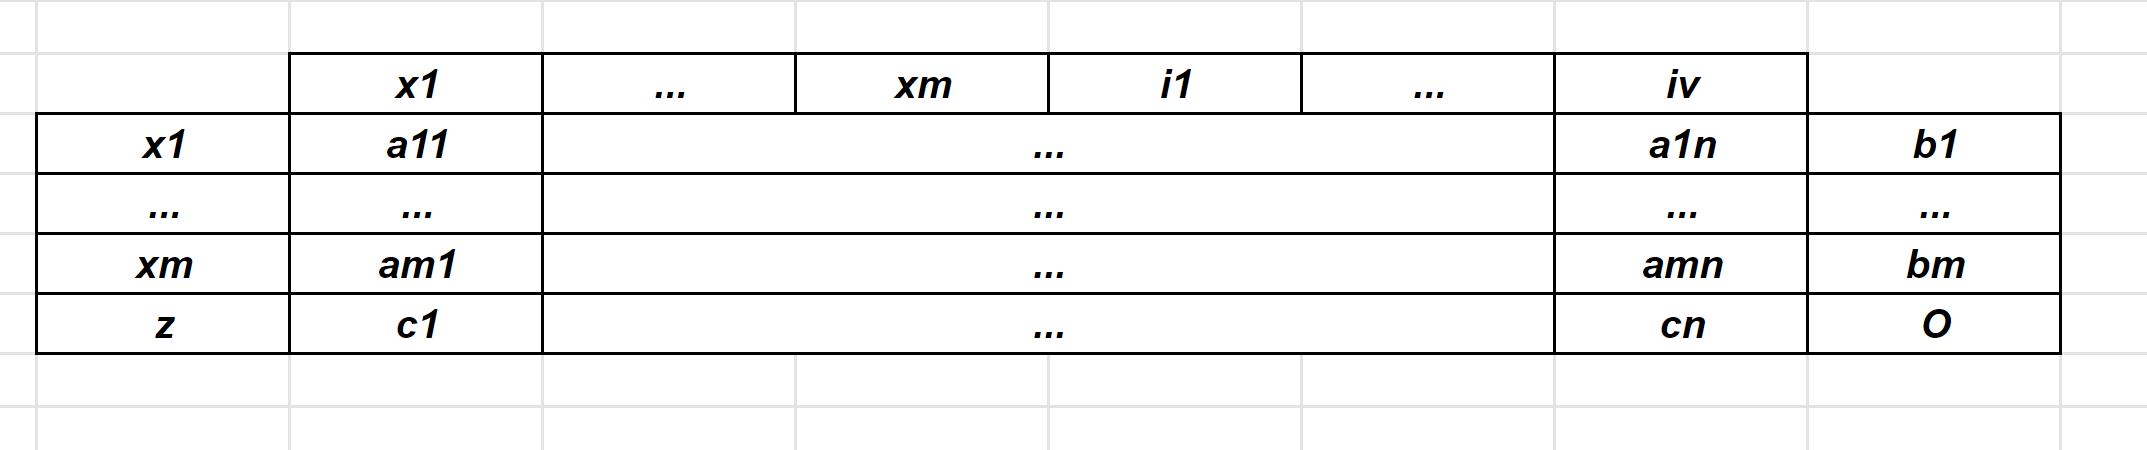 x1 ... xm i1 ... iv
x1 a11 ... a1n b1
... ... ... ... ...
xm am1 ... amn bm
z c1 ... cn O